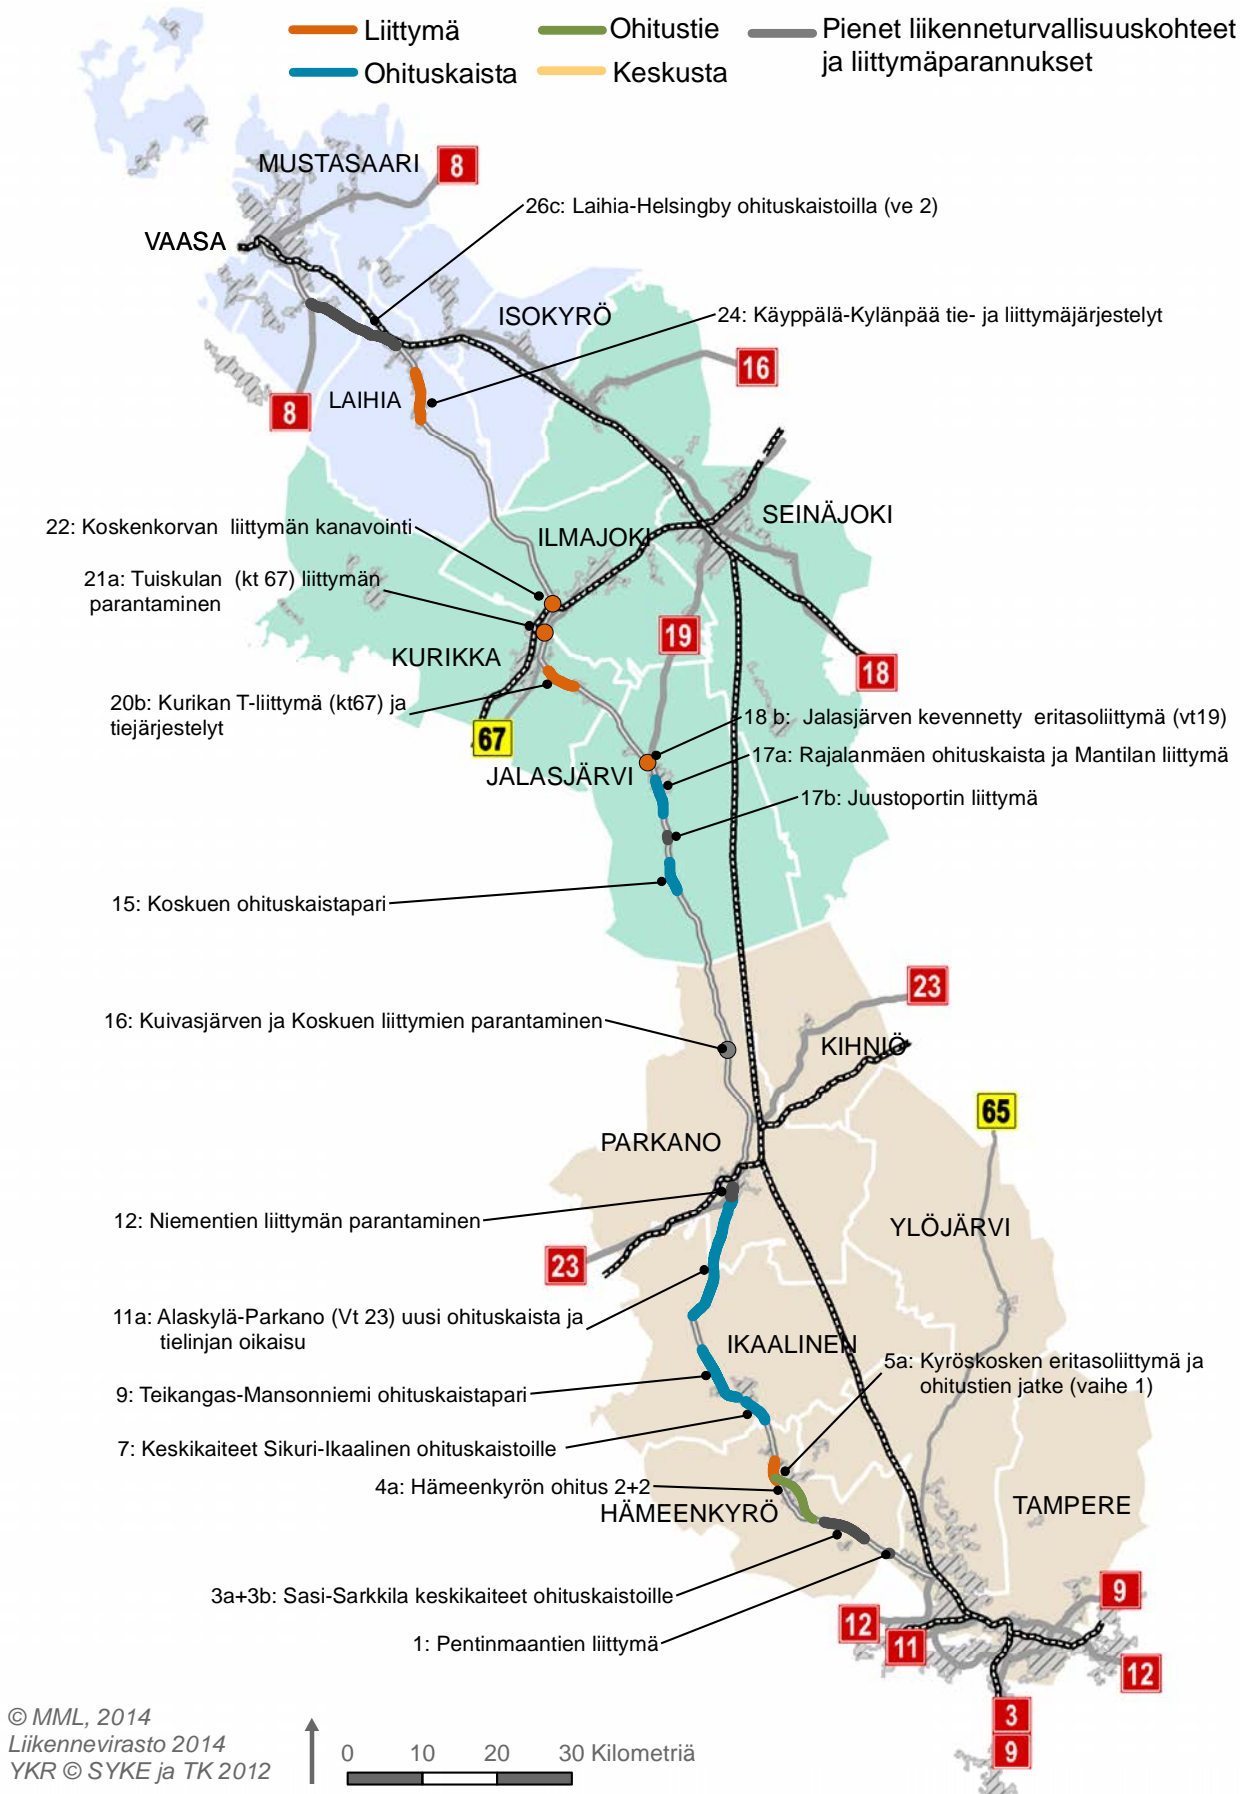 Liittymä
Ohitustie
Pienet liikenneturvallisuuskohteet
ja liittymäparannukset
Ohituskaista
Keskusta
MUSTASAARI
8
26c: Laihia-Helsingby ohituskaistoilla (ve 2)
VAASA
ISOKYRÖ
24: Käyppälä-Kylänpää tie- ja liittymäjärjestelyt
16
LAIHIA
8
SEINÄJOKI
22: Koskenkorvan liittymän kanavointi
ILMAJOKI
21a: Tuiskulan (kt 67) liittymän
parantaminen
19
KURIKKA
18
20b: Kurikan T-liittymä (kt67) ja
tiejärjestelyt
67
18 b: Jalasjärven kevennetty eritasoliittymä (vt19)
17a: Rajalanmäen ohituskaista ja Mantilan liittymä
JALASJÄRVI
17b: Juustoportin liittymä
15: Koskuen ohituskaistapari
23
16: Kuivasjärven ja Koskuen liittymien parantaminen
KIHNIÖ
65
PARKANO
12: Niementien liittymän parantaminen
YLÖJÄRVI
23
11a: Alaskylä-Parkano (Vt 23) uusi ohituskaista ja
tielinjan oikaisu
IKAALINEN
5a: Kyröskosken eritasoliittymä ja
ohitustien jatke (vaihe 1)
9: Teikangas-Mansonniemi ohituskaistapari
7: Keskikaiteet Sikuri-Ikaalinen ohituskaistoille
4a: Hämeenkyrön ohitus 2+2
HÄMEENKYRÖ
TAMPERE
3a+3b: Sasi-Sarkkila keskikaiteet ohituskaistoille
9
12
1: Pentinmaantien liittymä
11
12
3
9
© MML, 2014
Liikennevirasto 2014
YKR © SYKE ja TK 2012
0 10 20 30 Kilometriä